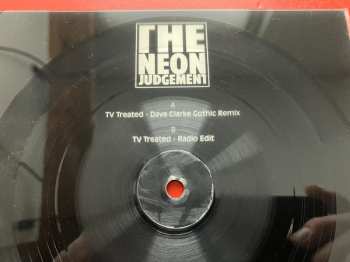 THE
NEON
JUDGEMENT
A
TV Treated - Dave Clarke Gothic Remix
B
TV Treated - Radio Edit